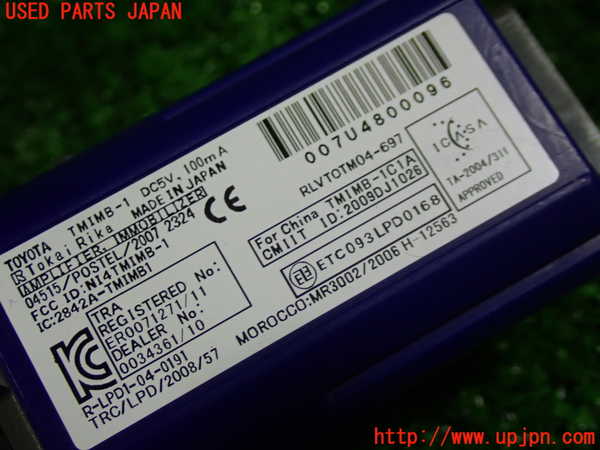 USED PARTS JAPAN
TOYOTA TMIMB-1 DC5V, 100mA
R Tokai Rika MADE IN JAPAN
AMPLIFIER IMMOBILIZER
04515/POSTEL/2007 2324
FCC ID:NI4TMIMB-1
IC:2842A-TMIMB1
CE
007U4800096
RLVTOTM04-697
For China TMIMB-1C1A
CMIIT ID:2009DJ1026
ICASA
TA-2004/311
APPROVED
TRA
REGISTERED No:
ER0071271/11
DEALER No:
0034361/10
ETC093LPD0168
MOROCCO:MR3002/2006 H-12563
R-LPD1-04-0191
TRC/LPD/2008/57
http://www.upjpn.com/